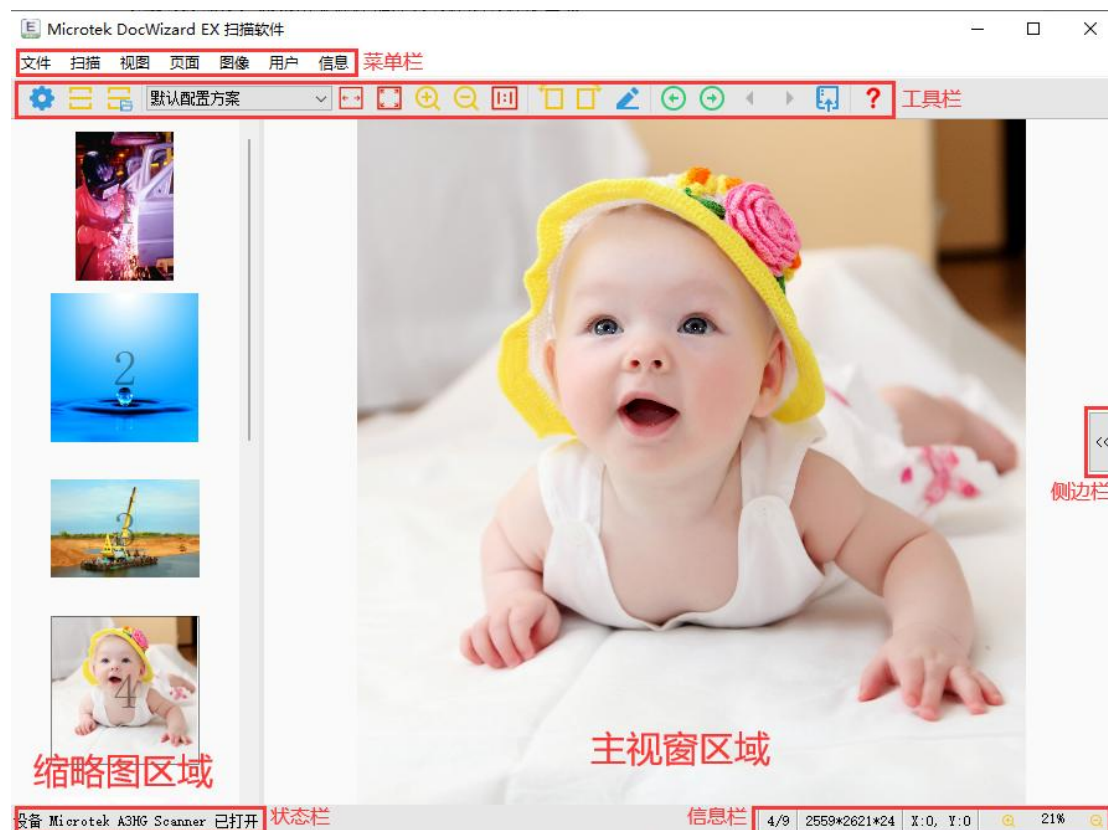 Microtek DocWizard EX 扫描软件
文件 扫描 视图 页面 图像 用户 信息 菜单栏
默认配置方案 1:1 ? 工具栏
1
2
3
4
<<
侧边栏
主视窗区域
缩略图区域
设备 Microtek A3HG Scanner 已打开 状态栏 信息栏 4/9 2559*2621*24 X:0, Y:0 21%